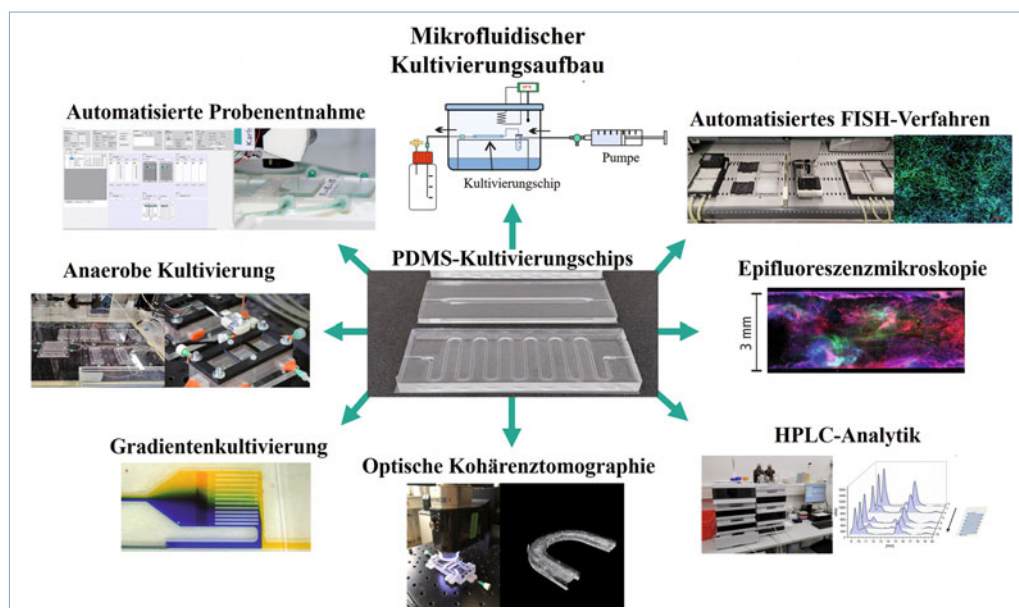 Mikrofluidischer
Kultivierungsaufbau
Automatisierte Probenentnahme
Automatisiertes FISH-Verfahren
Pumpe
Kultivierungschip
PDMS-Kultivierungschips
Anaerobe Kultivierung
Epifluoreszenzmikroskopie
3 mm
Gradientenkultivierung
Optische Kohärenztomographie
HPLC-Analytik